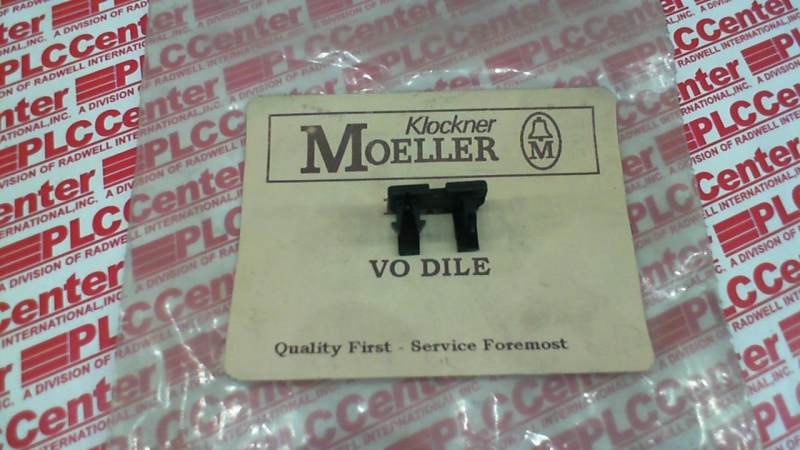 Klockner
MOELLER
M
VO DILE
Quality First - Service Foremost
PLCCenter
A DIVISION OF RADWELL INTERNATIONAL, INC.